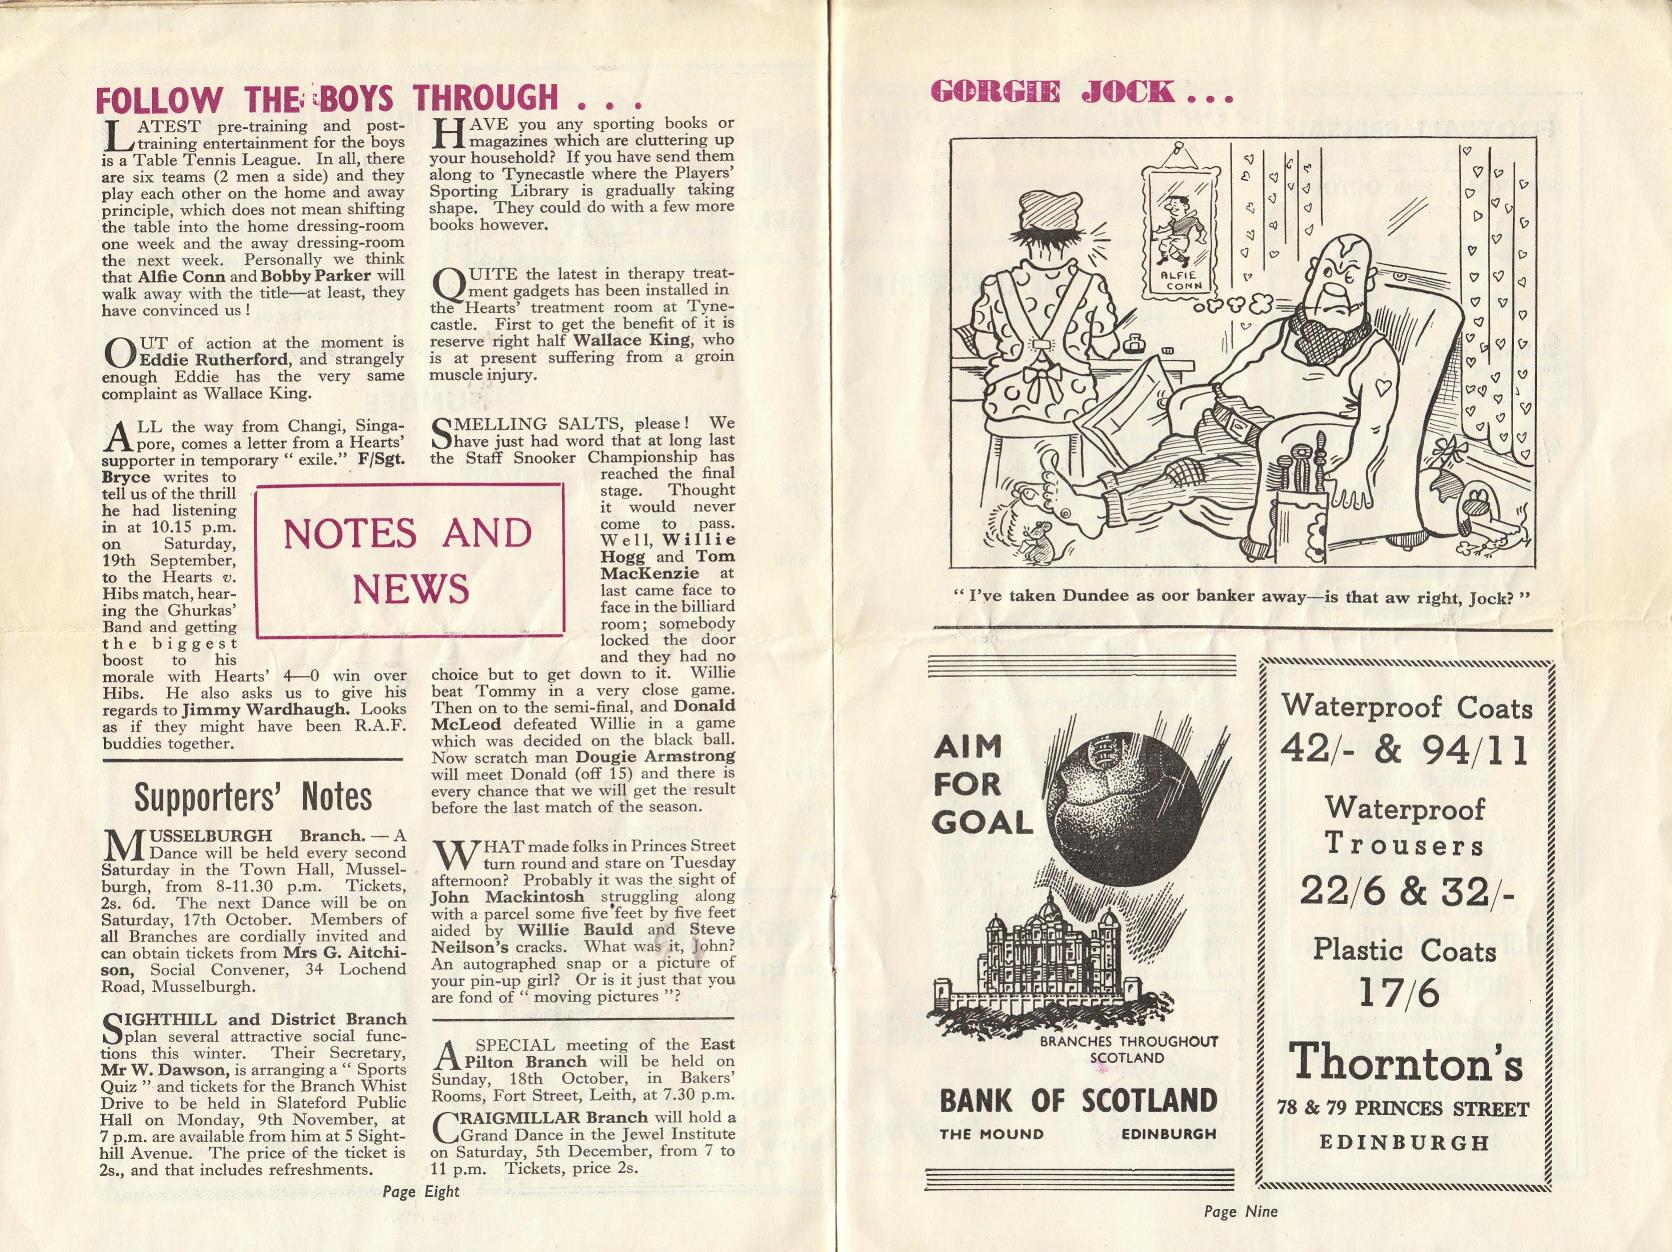 FOLLOW THE BOYS THROUGH . . .
LATEST pre-training and post-
training entertainment for the boys
is a Table Tennis League. In all, there
are six teams (2 men a side) and they
play each other on the home and away
principle, which does not mean shifting
the table into the home dressing-room
one week and the away dressing-room
the next week. Personally we think
that Alfie Conn and Bobby Parker will
walk away with the title—at least, they
have convinced us !
OUT of action at the moment is
Eddie Rutherford, and strangely
enough Eddie has the very same
complaint as Wallace King.
ALL the way from Changi, Singa-
pore, comes a letter from a Hearts'
supporter in temporary “ exile.” F/Sgt.
Bryce writes to
tell us of the thrill
he had listening
in at 10.15 p.m.
on Saturday,
19th September,
to the Hearts v.
Hibs match, hear-
ing the Ghurkas'
Band and getting
the biggest
boost to his
morale with Hearts' 4—0 win over
Hibs. He also asks us to give his
regards to Jimmy Wardhaugh. Looks
as if they might have been R.A.F.
buddies together.
NOTES AND
NEWS
Supporters' Notes
MUSSELBURGH Branch. — A
Dance will be held every second
Saturday in the Town Hall, Mussel-
burgh, from 8-11.30 p.m. Tickets,
2s. 6d. The next Dance will be on
Saturday, 17th October. Members of
all Branches are cordially invited and
can obtain tickets from Mrs G. Aitchi-
son, Social Convener, 34 Lochend
Road, Musselburgh.
SIGHTHILL and District Branch
plan several attractive social func-
tions this winter. Their Secretary,
Mr W. Dawson, is arranging a “ Sports
Quiz ” and tickets for the Branch Whist
Drive to be held in Slateford Public
Hall on Monday, 9th November, at
7 p.m. are available from him at 5 Sight-
hill Avenue. The price of the ticket is
2s., and that includes refreshments.
HAVE you any sporting books or
magazines which are cluttering up
your household? If you have send them
along to Tynecastle where the Players'
Sporting Library is gradually taking
shape. They could do with a few more
books however.
QUITE the latest in therapy treat-
ment gadgets has been installed in
the Hearts' treatment room at Tyne-
castle. First to get the benefit of it is
reserve right half Wallace King, who
is at present suffering from a groin
muscle injury.
SMELLING SALTS, please! We
have just had word that at long last
the Staff Snooker Championship has
reached the final
stage. Thought
it would never
come to pass.
Well, Willie
Hogg and Tom
MacKenzie at
last came face to
face in the billiard
room; somebody
locked the door
and they had no
choice but to get down to it. Willie
beat Tommy in a very close game.
Then on to the semi-final, and Donald
McLeod defeated Willie in a game
which was decided on the black ball.
Now scratch man Dougie Armstrong
will meet Donald (off 15) and there is
every chance that we will get the result
before the last match of the season.
WHAT made folks in Princes Street
turn round and stare on Tuesday
afternoon? Probably it was the sight of
John Mackintosh struggling along
with a parcel some five feet by five feet
aided by Willie Bauld and Steve
Neilson's cracks. What was it, John?
An autographed snap or a picture of
your pin-up girl? Or is it just that you
are fond of “ moving pictures ”?
A SPECIAL meeting of the East
Pilton Branch will be held on
Sunday, 18th October, in Bakers'
Rooms, Fort Street, Leith, at 7.30 p.m.
CRAIGMILLAR Branch will hold a
Grand Dance in the Jewel Institute
on Saturday, 5th December, from 7 to
11 p.m. Tickets, price 2s.
Page Eight
GORGIE JOCK . . .
ALFIE
CONN
“ I've taken Dundee as oor banker away—is that aw right, Jock? ”
AIM
FOR
GOAL
BRANCHES THROUGHOUT
SCOTLAND
BANK OF SCOTLAND
THE MOUND EDINBURGH
Waterproof Coats
42/- & 94/11
Waterproof
Trousers
22/6 & 32/-
Plastic Coats
17/6
Thornton's
78 & 79 PRINCES STREET
EDINBURGH
Page Nine